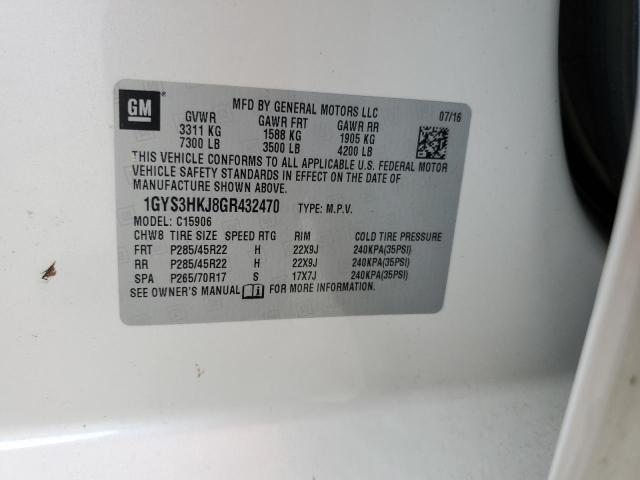 GM
MFD BY GENERAL MOTORS LLC 07/16
GVWR GAWR FRT GAWR RR
3311 KG 1588 KG 1905 KG
7300 LB 3500 LB 4200 LB
THIS VEHICLE CONFORMS TO ALL APPLICABLE U.S. FEDERAL MOTOR
VEHICLE SAFETY STANDARDS IN EFFECT ON THE DATE OF
MANUFACTURE SHOWN ABOVE.
1GYS3HKJ8GR432470 TYPE: M.P.V.
MODEL: C15906
CHW8 TIRE SIZE SPEED RTG RIM COLD TIRE PRESSURE
FRT P285/45R22 H 22X9J 240KPA(35PSI)
RR P285/45R22 H 22X9J 240KPA(35PSI)
SPA P265/70R17 S 17X7J 240KPA(35PSI)
SEE OWNER'S MANUAL FOR MORE INFORMATION.